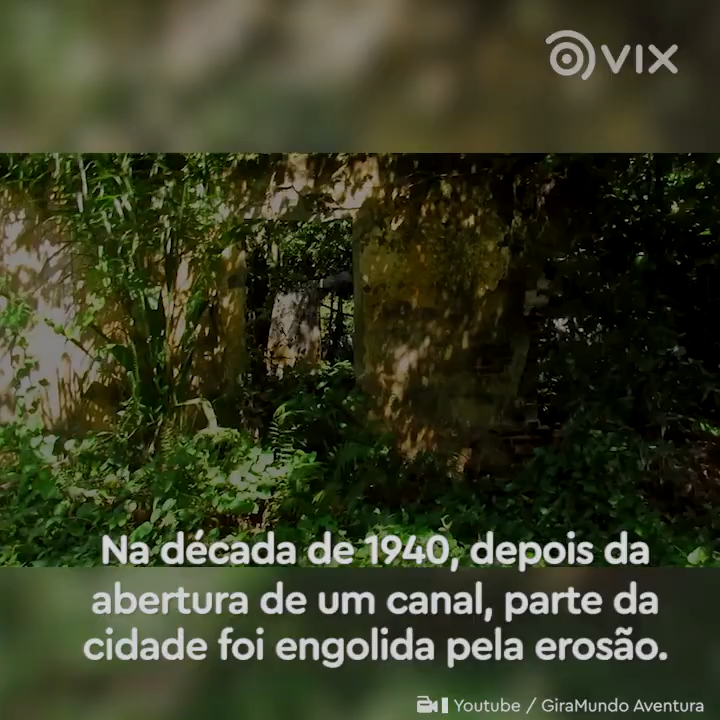 VIX
Na década de 1940, depois da
abertura de um canal, parte da
cidade foi engolida pela erosão.
Youtube / GiraMundo Aventura